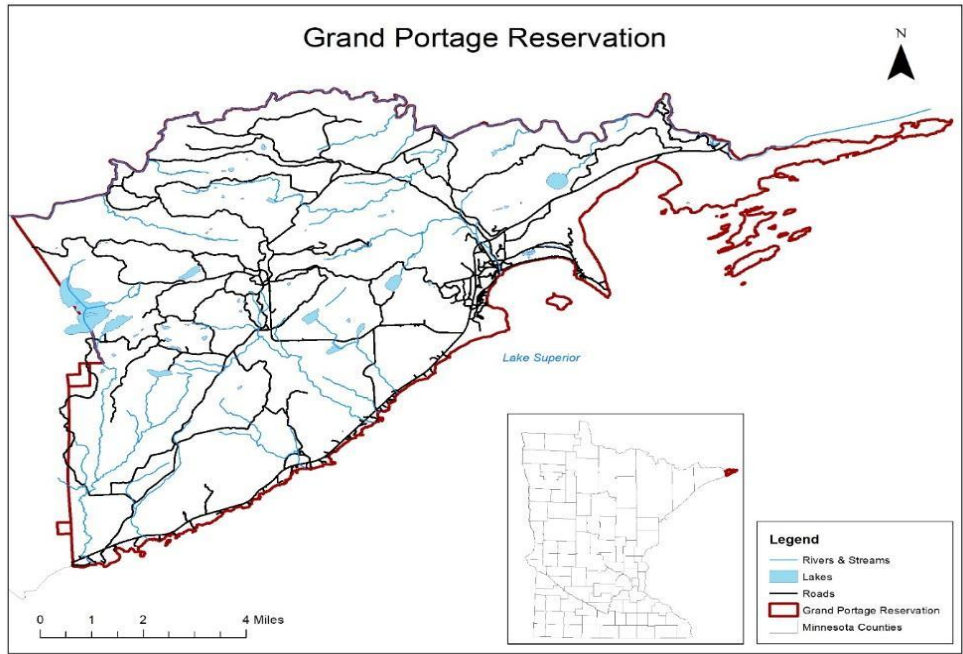 Grand Portage Reservation
N
Lake Superior
Legend
Rivers & Streams
Lakes
Roads
Grand Portage Reservation
Minnesota Counties
0 1 2 4 Miles